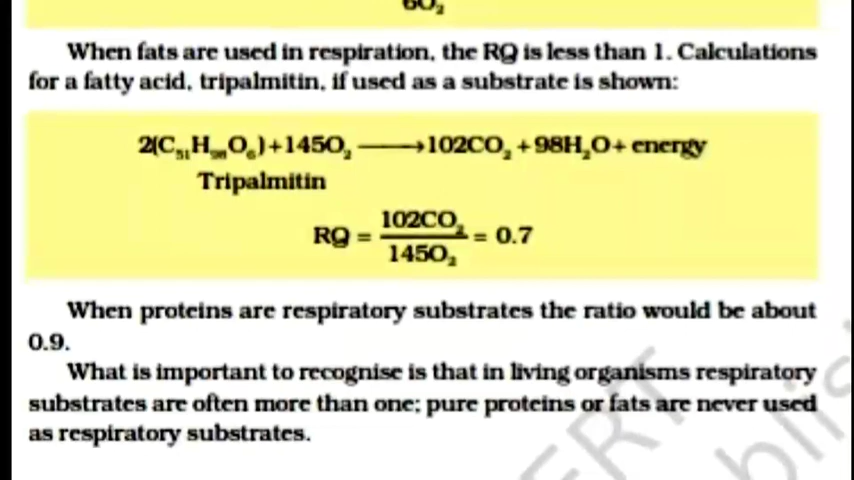 6O₂
When fats are used in respiration, the RQ is less than 1. Calculations
for a fatty acid, tripalmitin, if used as a substrate is shown:
2(C₅₁H₉₈O₆)+145O₂ ⟶102CO₂ +98H₂O+ energy
Tripalmitin
RQ = 102CO₂ / 145O₂ = 0.7
When proteins are respiratory substrates the ratio would be about
0.9.
What is important to recognise is that in living organisms respiratory
substrates are often more than one; pure proteins or fats are never used
as respiratory substrates.